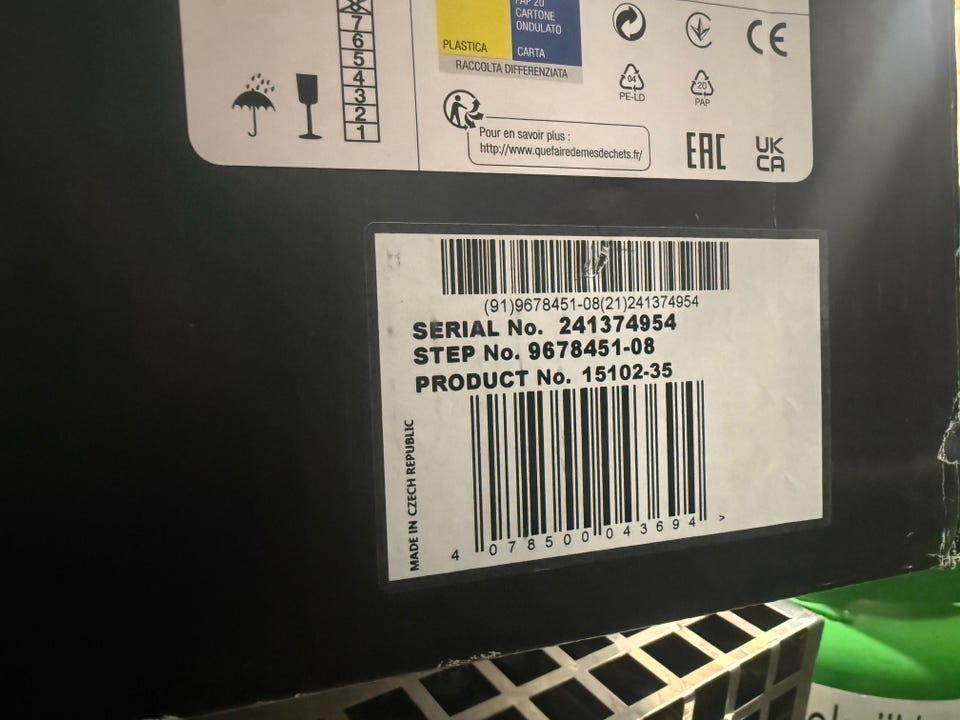 8
7
6
5
4
3
2
1
PAP 20
CARTONE
ONDULATO
PLASTICA
CARTA
RACCOLTA DIFFERENZIATA
Pour en savoir plus :
http://www.quefairedemesdechets.fr/
04
PE-LD
20
PAP
CE
EAC
UK
CA
(91)9678451-08(21)241374954
SERIAL No. 241374954
STEP No. 9678451-08
PRODUCT No. 15102-35
MADE IN CZECH REPUBLIC
4 078500 043694 >